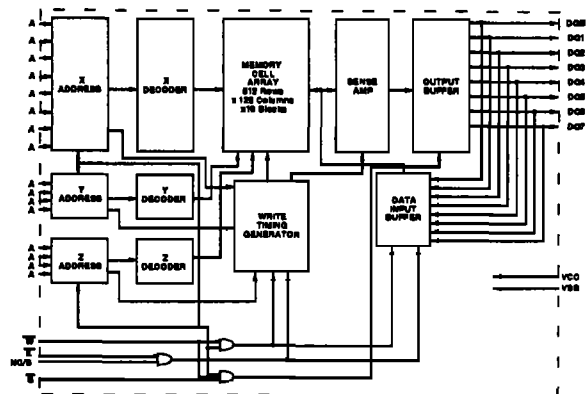 A
A
A
A
A
A
A
A
X
ADDRESS
X
DECODER
MEMORY
CELL
ARRAY
512 Rows
x 128 Columns
x16 Blocks
SENSE
AMP
OUTPUT
BUFFER
DQ0
DQ1
DQ2
DQ3
DQ4
DQ5
DQ6
DQ7
A
A
A
A
Y
ADDRESS
Y
DECODER
WRITE
TIMING
GENERATOR
DATA
INPUT
BUFFER
A
A
A
A
Z
ADDRESS
Z
DECODER
VCC
VSS
W
E
NC/S
G